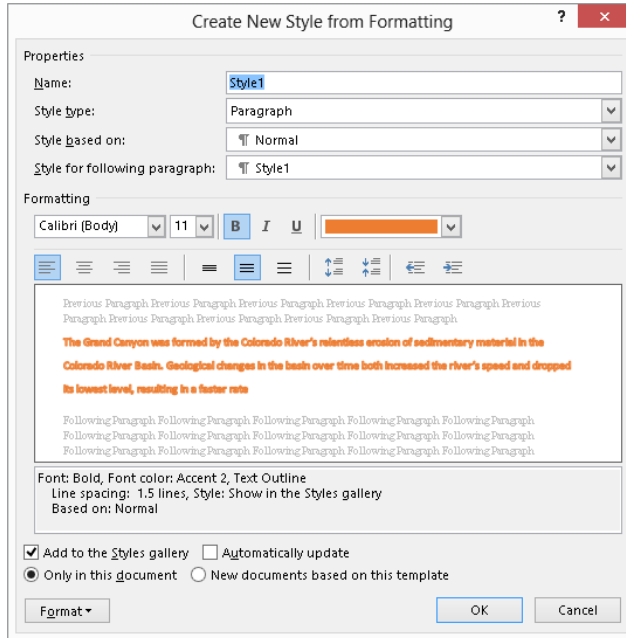 Create New Style from Formatting
?
Properties
Name: Style1
Style type: Paragraph
Style based on: ¶ Normal
Style for following paragraph: ¶ Style1
Formatting
Calibri (Body) 11 B I U
Previous Paragraph Previous Paragraph Previous Paragraph Previous Paragraph Previous Paragraph Previous
Paragraph Previous Paragraph Previous Paragraph Previous Paragraph Previous Paragraph
The Grand Canyon was formed by the Colorado River's relentless erosion of sedimentary material in the
Colorado River Basin. Geological changes in the basin over time both increased the river's speed and dropped
its lowest level, resulting in a faster rate
Following Paragraph Following Paragraph Following Paragraph Following Paragraph Following Paragraph
Following Paragraph Following Paragraph Following Paragraph Following Paragraph Following Paragraph
Following Paragraph Following Paragraph Following Paragraph Following Paragraph Following Paragraph
Font: Bold, Font color: Accent 2, Text Outline
Line spacing: 1.5 lines, Style: Show in the Styles gallery
Based on: Normal
Add to the Styles gallery Automatically update
Only in this document New documents based on this template
Format OK Cancel